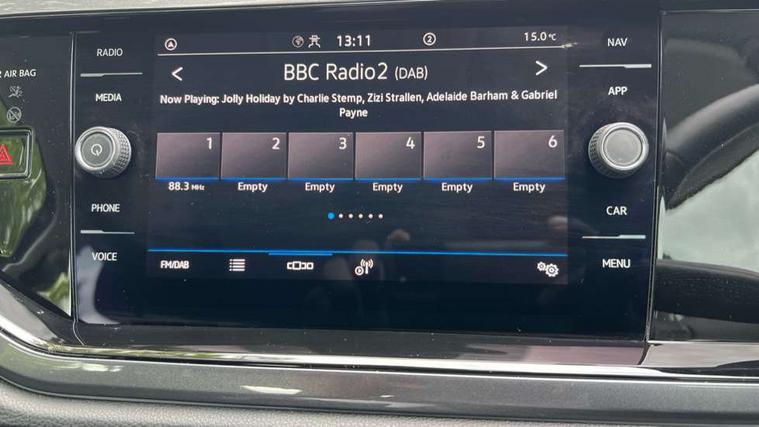 RADIO
MEDIA
PHONE
VOICE
AIR BAG
13:11
2
15.0°C
< BBC Radio2 (DAB) >
Now Playing: Jolly Holiday by Charlie Stemp, Zizi Strallen, Adelaide Barham & Gabriel
Payne
1 2 3 4 5 6
88.3 MHz Empty Empty Empty Empty Empty
FM/DAB
NAV
APP
CAR
MENU